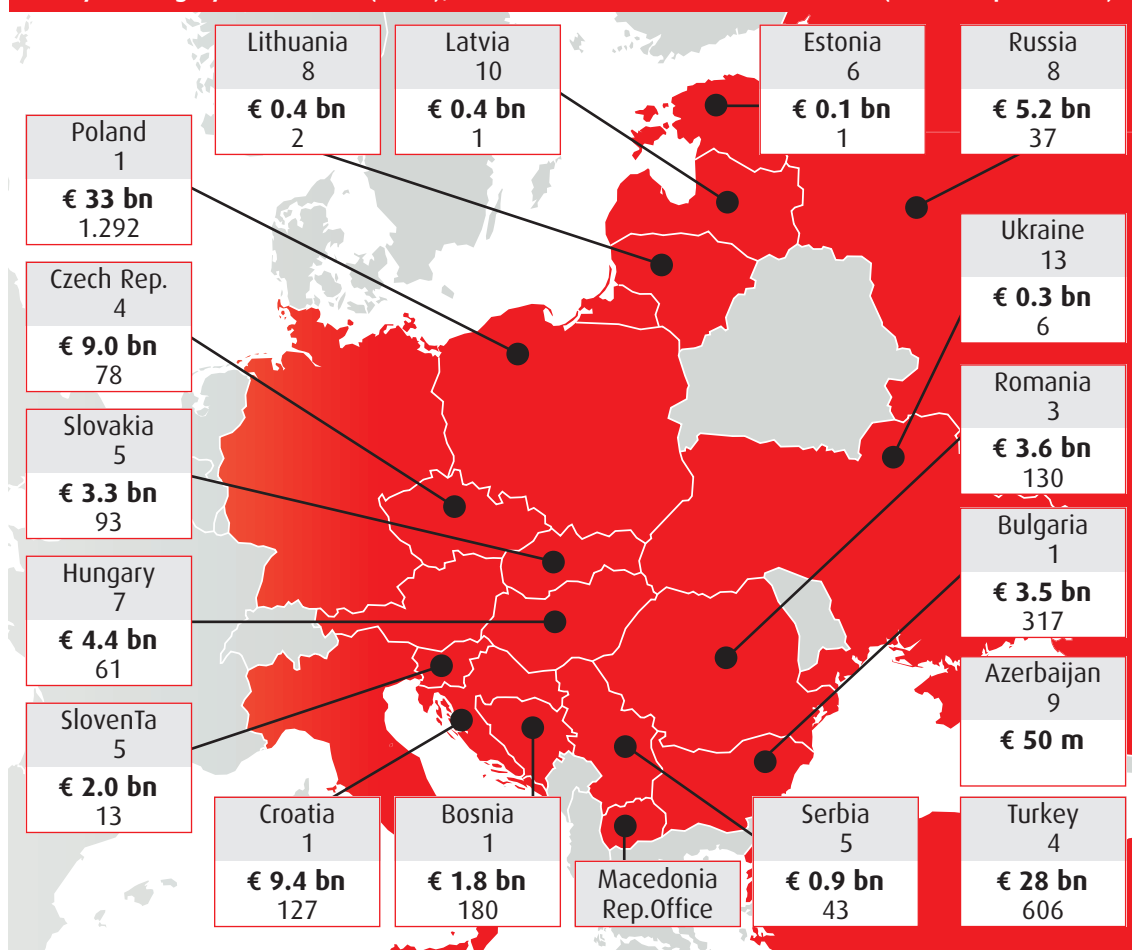 Lithuania
8
€ 0.4 bn
2
Latvia
10
€ 0.4 bn
1
Estonia
6
€ 0.1 bn
1
Russia
8
€ 5.2 bn
37
Poland
1
€ 33 bn
1.292
Ukraine
13
€ 0.3 bn
6
Czech Rep.
4
€ 9.0 bn
78
Romania
3
€ 3.6 bn
130
Slovakia
5
€ 3.3 bn
93
Bulgaria
1
€ 3.5 bn
317
Hungary
7
€ 4.4 bn
61
Azerbaijan
9
€ 50 m
SlovenTa
5
€ 2.0 bn
13
Croatia
1
€ 9.4 bn
127
Bosnia
1
€ 1.8 bn
180
Macedonia
Rep.Office
Serbia
5
€ 0.9 bn
43
Turkey
4
€ 28 bn
606